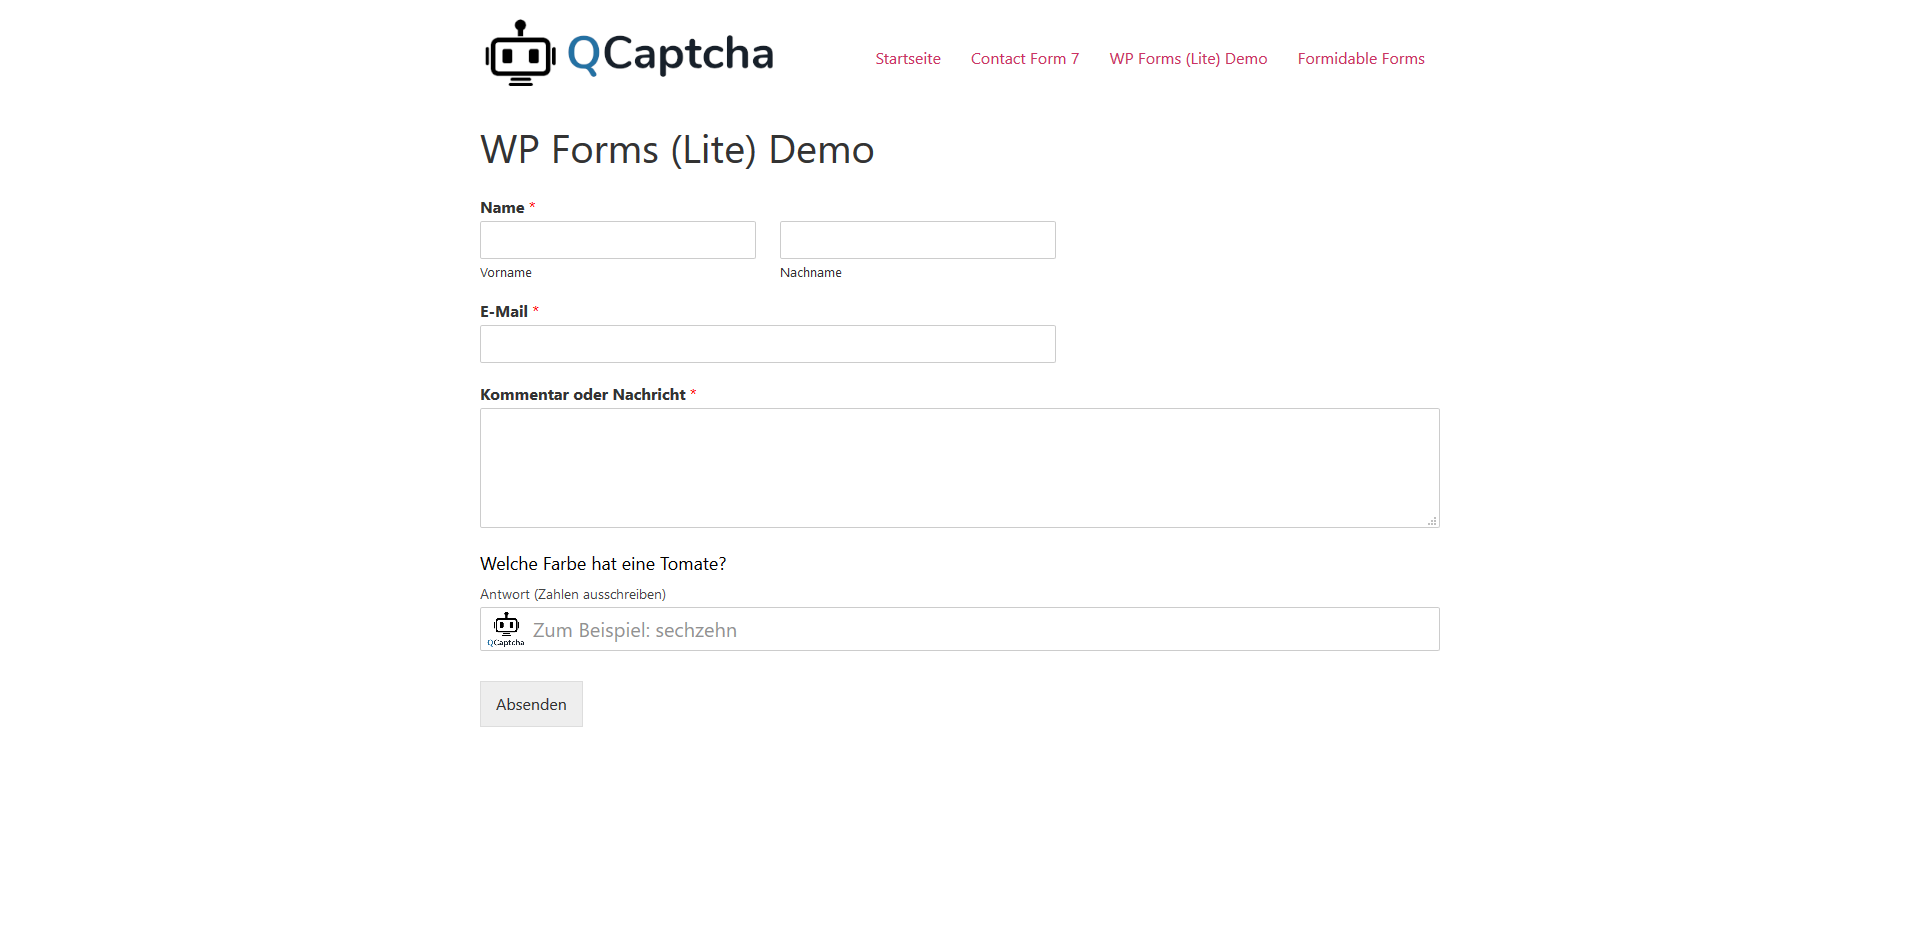 QCaptcha
Startseite Contact Form 7 WP Forms (Lite) Demo Formidable Forms
WP Forms (Lite) Demo
Name *
Vorname Nachname
E-Mail *
Kommentar oder Nachricht *
Welche Farbe hat eine Tomate?
Antwort (Zahlen ausschreiben)
Zum Beispiel: sechzehn
QCaptcha
Absenden